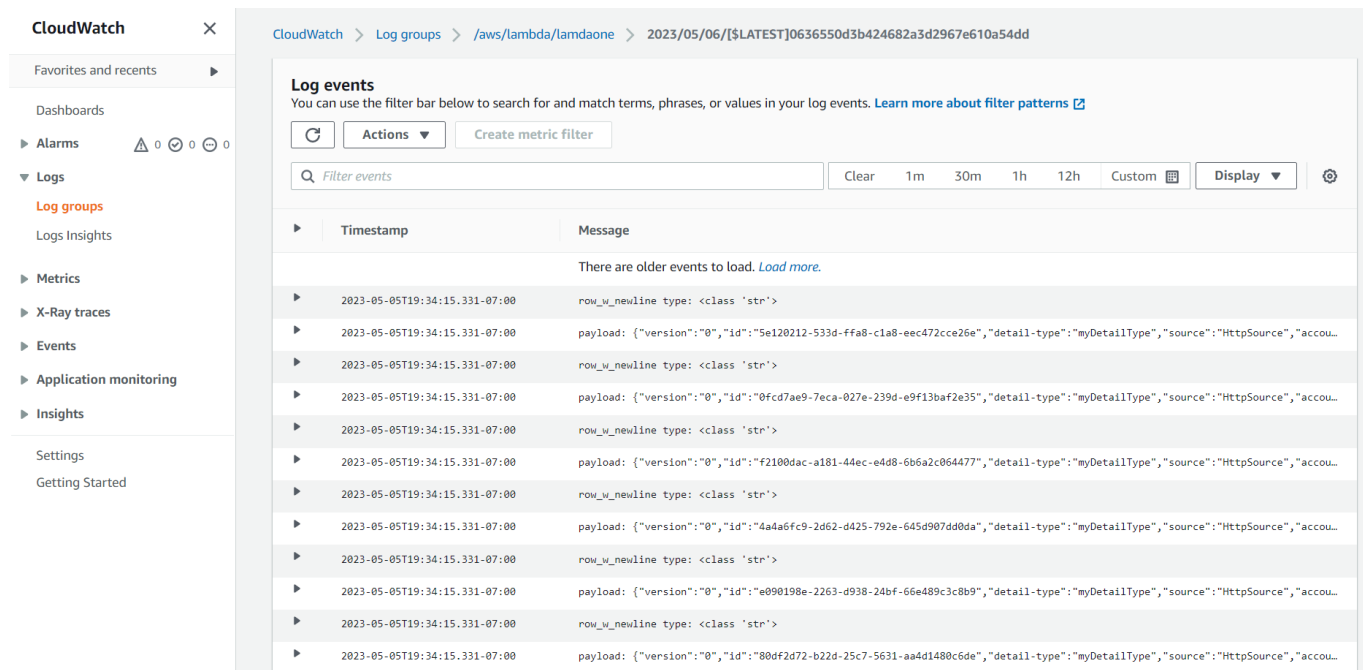 CloudWatch
Favorites and recents
Dashboards
Alarms 0 0 0
Logs
Log groups
Logs Insights
Metrics
X-Ray traces
Events
Application monitoring
Insights
Settings
Getting Started
CloudWatch > Log groups > /aws/lambda/lamdaone > 2023/05/06/[$LATEST]0636550d3b424682a3d2967e610a54dd
Log events
You can use the filter bar below to search for and match terms, phrases, or values in your log events. Learn more about filter patterns
Actions Create metric filter
Filter events Clear 1m 30m 1h 12h Custom Display
Timestamp Message
There are older events to load. Load more.
2023-05-05T19:34:15.331-07:00 row_w_newline type: <class 'str'>
2023-05-05T19:34:15.331-07:00 payload: {"version":"0","id":"5e120212-533d-ffa8-c1a8-eec472cce26e","detail-type":"myDetailType","source":"HttpSource","accou…
2023-05-05T19:34:15.331-07:00 row_w_newline type: <class 'str'>
2023-05-05T19:34:15.331-07:00 payload: {"version":"0","id":"0fcd7ae9-7eca-027e-239d-e9f13baf2e35","detail-type":"myDetailType","source":"HttpSource","accou…
2023-05-05T19:34:15.331-07:00 row_w_newline type: <class 'str'>
2023-05-05T19:34:15.331-07:00 payload: {"version":"0","id":"f2100dac-a181-44ec-e4d8-6b6a2c064477","detail-type":"myDetailType","source":"HttpSource","accou…
2023-05-05T19:34:15.331-07:00 row_w_newline type: <class 'str'>
2023-05-05T19:34:15.331-07:00 payload: {"version":"0","id":"4a4a6fc9-2d62-d425-792e-645d907dd0da","detail-type":"myDetailType","source":"HttpSource","accou…
2023-05-05T19:34:15.331-07:00 row_w_newline type: <class 'str'>
2023-05-05T19:34:15.331-07:00 payload: {"version":"0","id":"e090198e-2263-d938-24bf-66e489c3c8b9","detail-type":"myDetailType","source":"HttpSource","accou…
2023-05-05T19:34:15.331-07:00 row_w_newline type: <class 'str'>
2023-05-05T19:34:15.331-07:00 payload: {"version":"0","id":"80df2d72-b22d-25c7-5631-aa4d1480c6de","detail-type":"myDetailType","source":"HttpSource","accou…